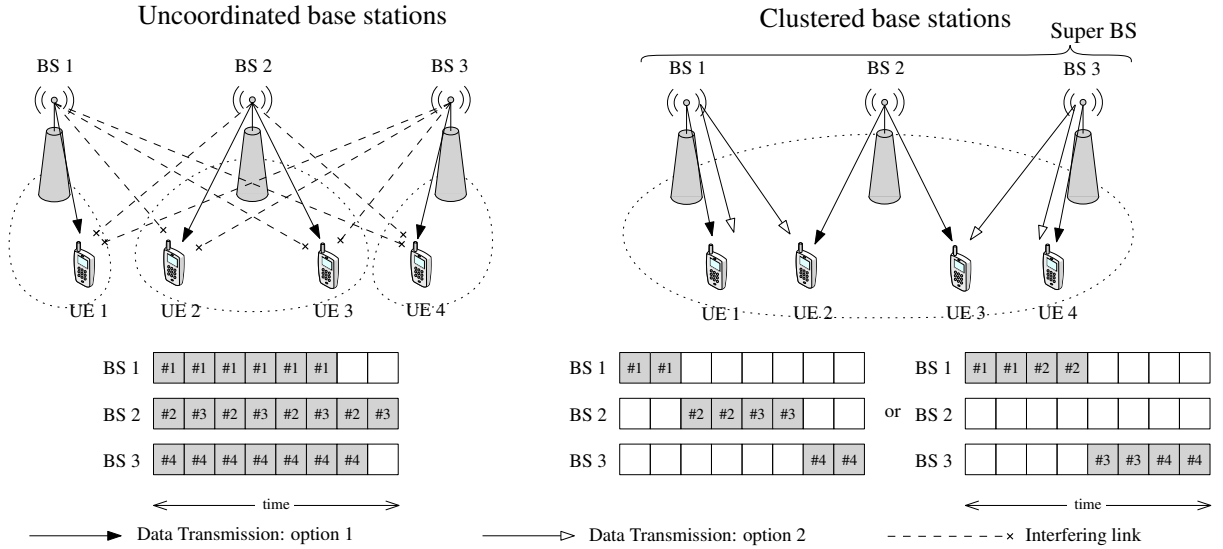 Uncoordinated base stations
Clustered base stations
Super BS
BS 1 BS 2 BS 3
BS 1 BS 2 BS 3
UE 1 UE 2 UE 3 UE 4
UE 1 UE 2 UE 3 UE 4
BS 1 #1 #1 #1 #1 #1 #1
BS 2 #2 #3 #2 #3 #2 #3 #2 #3
BS 3 #4 #4 #4 #4 #4 #4 #4
time
BS 1 #1 #1
BS 2 #2 #2 #3 #3
BS 3 #4 #4
or
BS 1 #1 #1 #2 #2
BS 2
BS 3 #3 #3 #4 #4
time
Data Transmission: option 1
Data Transmission: option 2
Interfering link